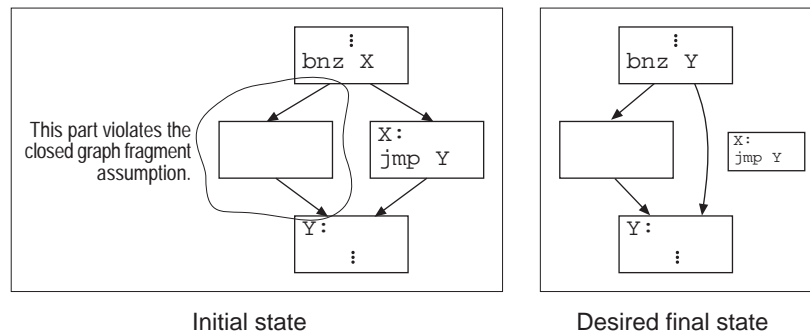 ⋮
bnz X
This part violates the
closed graph fragment
assumption.
X:
jmp Y
Y:
⋮
Initial state
⋮
bnz Y
X:
jmp Y
Y:
⋮
Desired final state